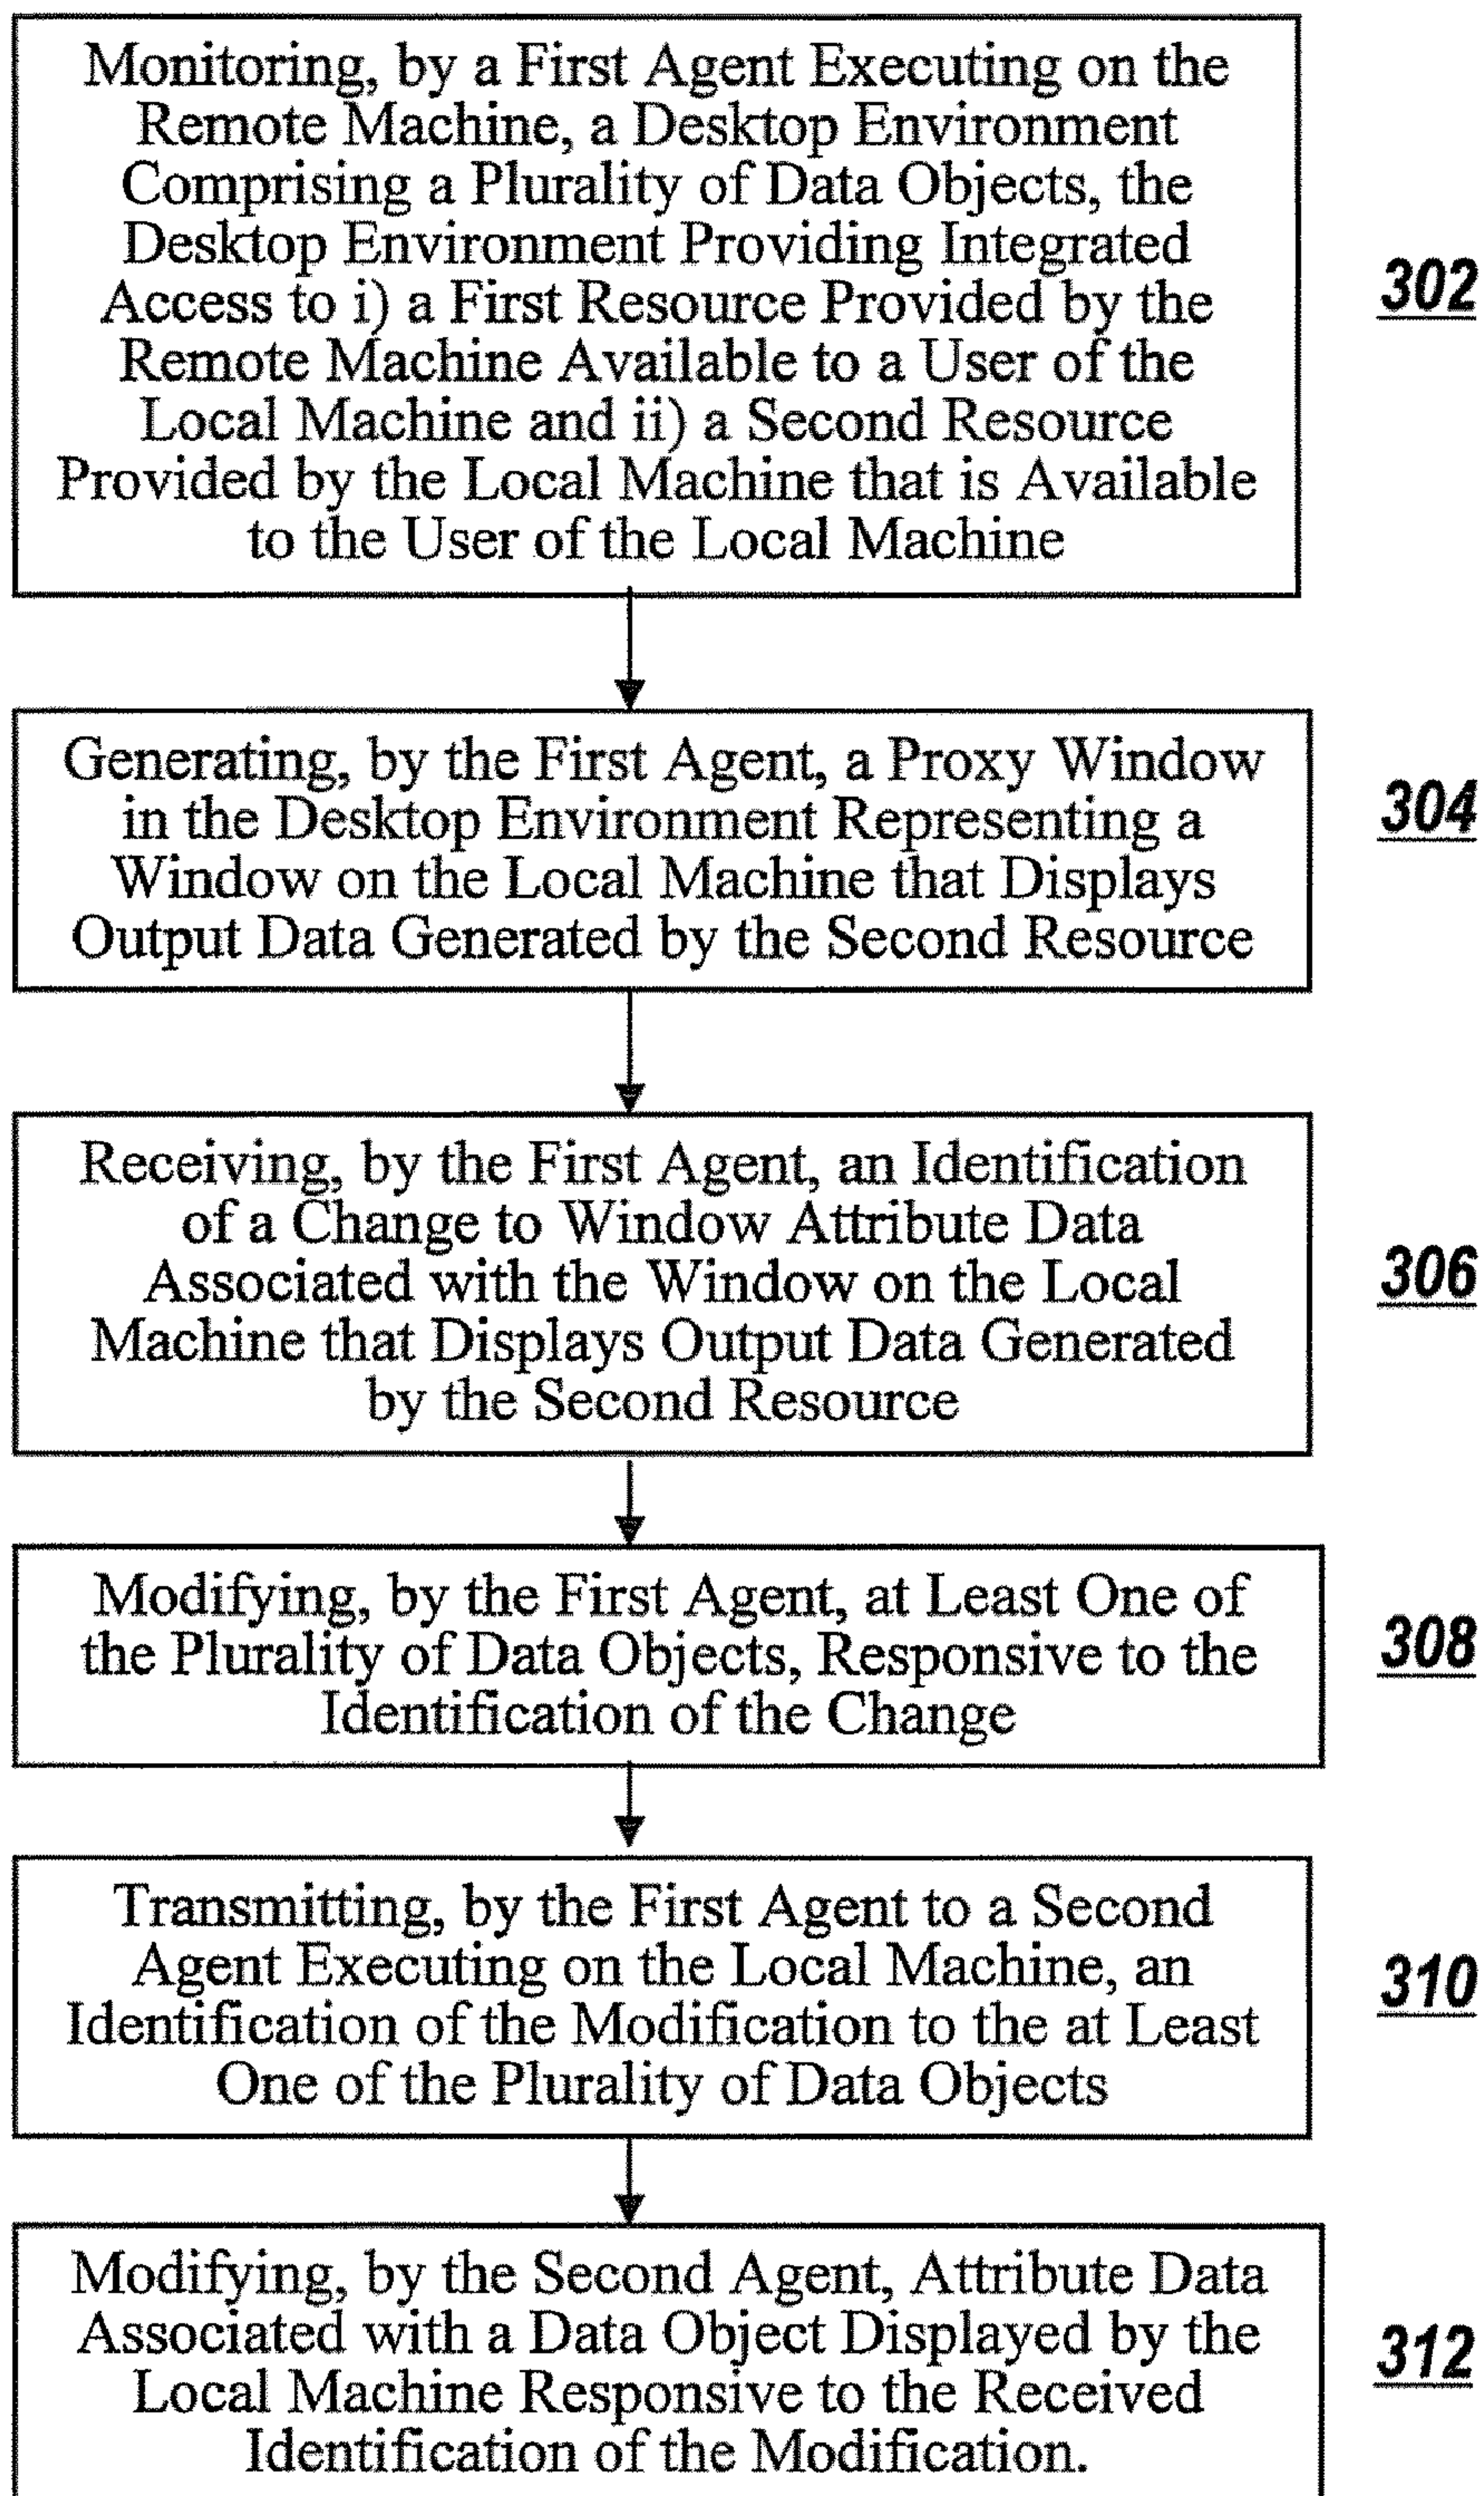 Monitoring, by a First Agent Executing on the
Remote Machine, a Desktop Environment
Comprising a Plurality of Data Objects, the
Desktop Environment Providing Integrated
Access to i) a First Resource Provided by the
Remote Machine Available to a User of the
Local Machine and ii) a Second Resource
Provided by the Local Machine that is Available
to the User of the Local Machine
302
Generating, by the First Agent, a Proxy Window
in the Desktop Environment Representing a
Window on the Local Machine that Displays
Output Data Generated by the Second Resource
304
Receiving, by the First Agent, an Identification
of a Change to Window Attribute Data
Associated with the Window on the Local
Machine that Displays Output Data Generated
by the Second Resource
306
Modifying, by the First Agent, at Least One of
the Plurality of Data Objects, Responsive to the
Identification of the Change
308
Transmitting, by the First Agent to a Second
Agent Executing on the Local Machine, an
Identification of the Modification to the at Least
One of the Plurality of Data Objects
310
Modifying, by the Second Agent, Attribute Data
Associated with a Data Object Displayed by the
Local Machine Responsive to the Received
Identification of the Modification.
312